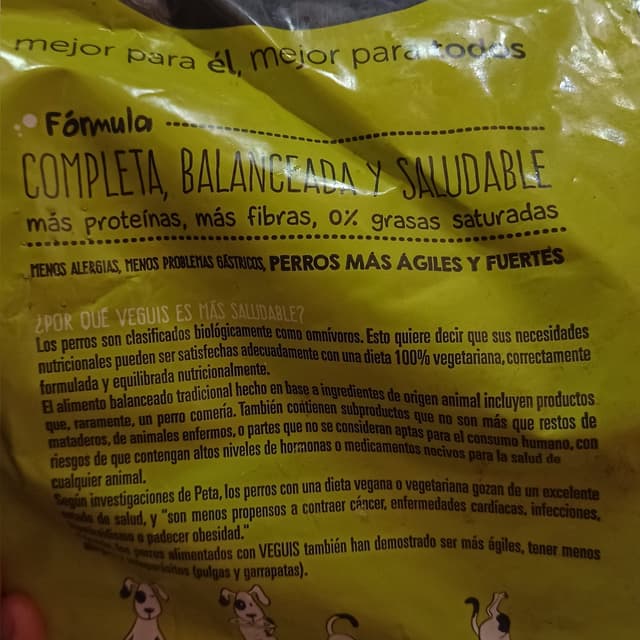 mejor para él, mejor para todos
Fórmula
COMPLETA, BALANCEADA Y SALUDABLE
más proteínas, más fibras, 0% grasas saturadas
MENOS ALERGIAS, MENOS PROBLEMAS GÁSTRICOS, PERROS MÁS ÁGILES Y FUERTES
¿POR QUÉ VEGUIS ES MÁS SALUDABLE?
Los perros son clasificados biológicamente como omnívoros. Esto quiere decir que sus necesidades
nutricionales pueden ser satisfechas adecuadamente con una dieta 100% vegetariana, correctamente
formulada y equilibrada nutricionalmente.
El alimento balanceado tradicional hecho en base a ingredientes de origen animal incluyen productos
que, raramente, un perro comería. También contienen subproductos que no son más que restos de
mataderos, de animales enfermos, o partes que no se consideran aptas para el consumo humano, con
riesgos de que contengan altos niveles de hormonas o medicamentos nocivos para la salud de
cualquier animal.
Según investigaciones de Peta, los perros con una dieta vegana o vegetariana gozan de un excelente
de salud, y "son menos propensos a contraer cáncer, enfermedades cardíacas, infecciones,
o padecer obesidad."
perros alimentados con VEGUIS también han demostrado ser más ágiles, tener menos
(pulgas y garrapatas).